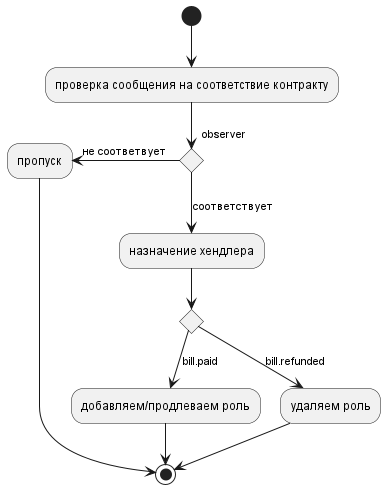 проверка сообщения на соответствие контракту
observer
не соответвует
пропуск
соответствует
назначение хендлера
bill.paid
bill.refunded
добавляем/продлеваем роль
удаляем роль